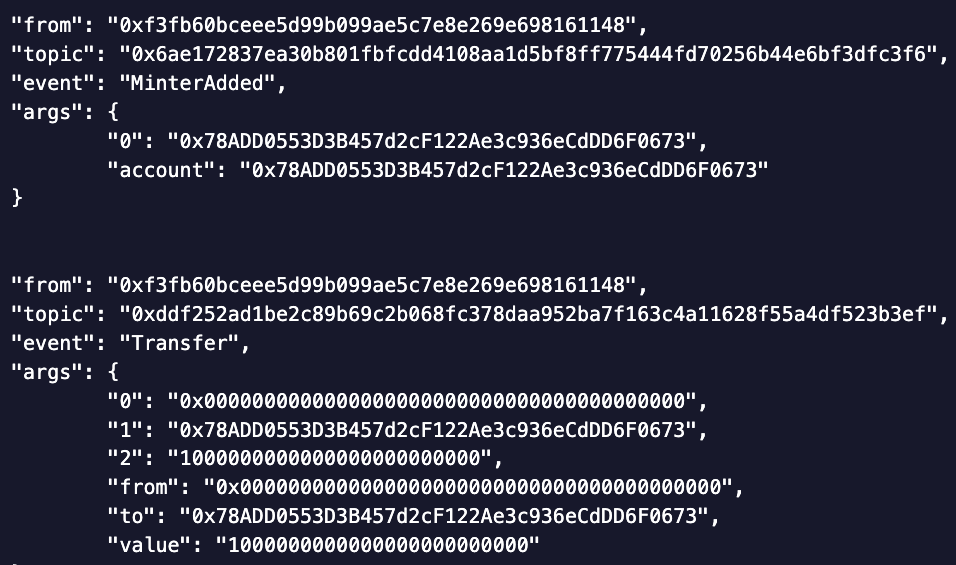 "from": "0xf3fb60bceee5d99b099ae5c7e8e269e698161148",
"topic": "0x6ae172837ea30b801fbfcdd4108aa1d5bf8ff775444fd70256b44e6bf3dfc3f6",
"event": "MinterAdded",
"args": {
"0": "0x78ADD0553D3B457d2cF122Ae3c936eCdDD6F0673",
"account": "0x78ADD0553D3B457d2cF122Ae3c936eCdDD6F0673"
}
"from": "0xf3fb60bceee5d99b099ae5c7e8e269e698161148",
"topic": "0xddf252ad1be2c89b69c2b068fc378daa952ba7f163c4a11628f55a4df523b3ef",
"event": "Transfer",
"args": {
"0": "0x0000000000000000000000000000000000000000",
"1": "0x78ADD0553D3B457d2cF122Ae3c936eCdDD6F0673",
"2": "1000000000000000000000000",
"from": "0x0000000000000000000000000000000000000000",
"to": "0x78ADD0553D3B457d2cF122Ae3c936eCdDD6F0673",
"value": "1000000000000000000000000"